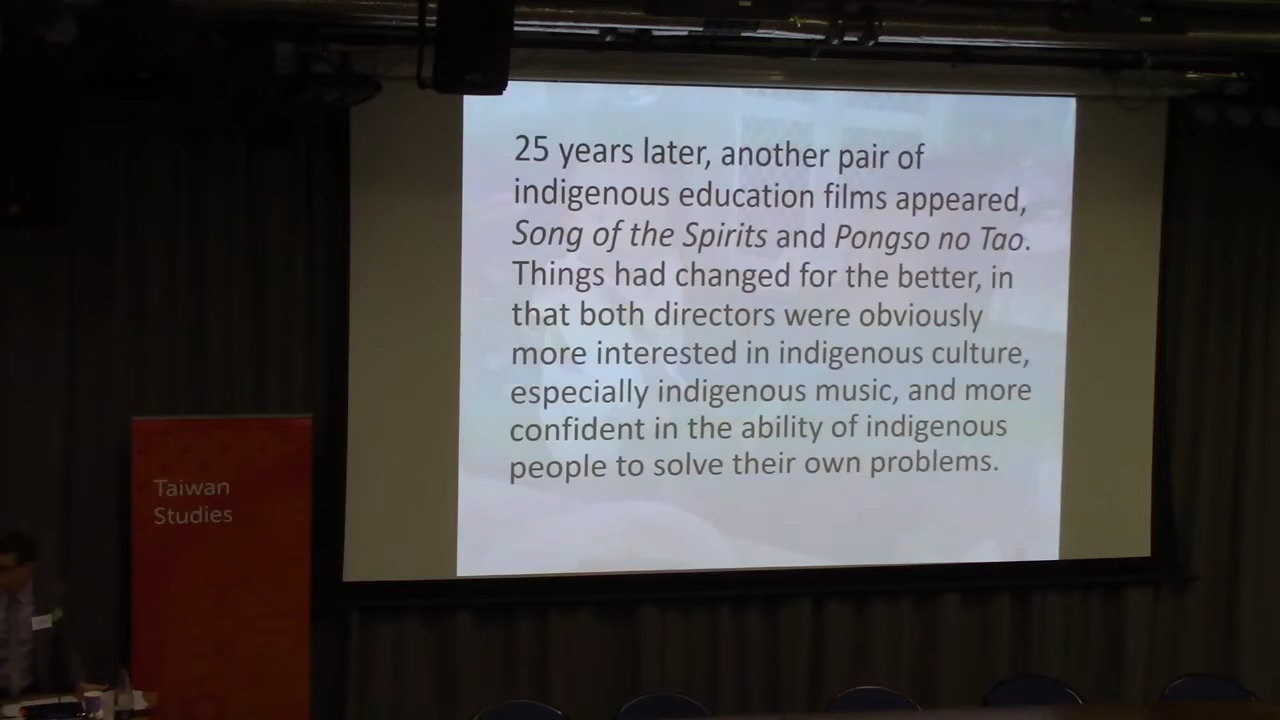 25 years later, another pair of
indigenous education films appeared,
Song of the Spirits and Pongso no Tao.
Things had changed for the better, in
that both directors were obviously
more interested in indigenous culture,
especially indigenous music, and more
confident in the ability of indigenous
people to solve their own problems.
Taiwan
Studies